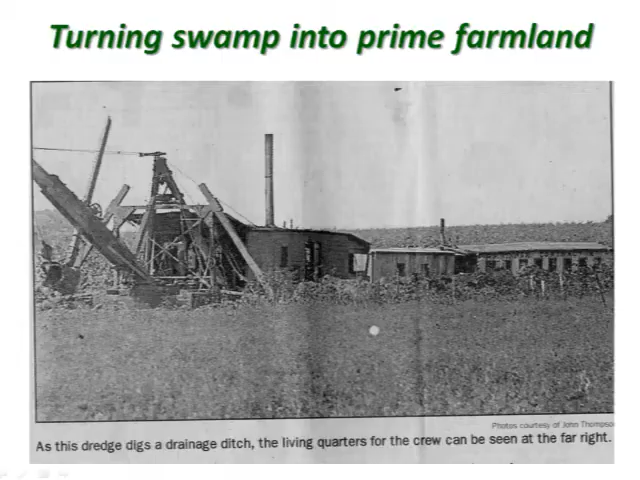 Turning swamp into prime farmland
Photos courtesy of John Thompso
As this dredge digs a drainage ditch, the living quarters for the crew can be seen at the far right.